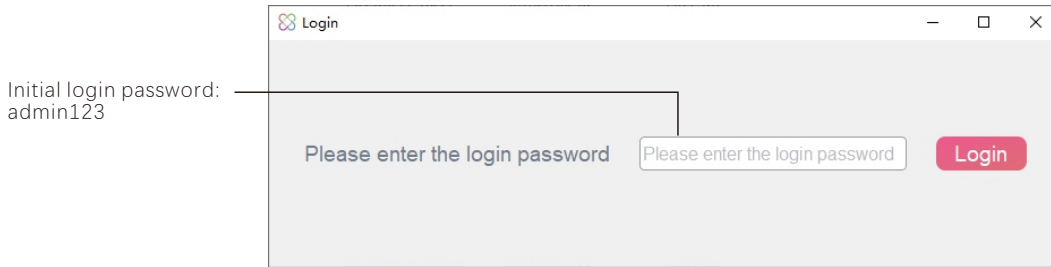 Login
Initial login password:
admin123
Please enter the login password
Please enter the login password
Login